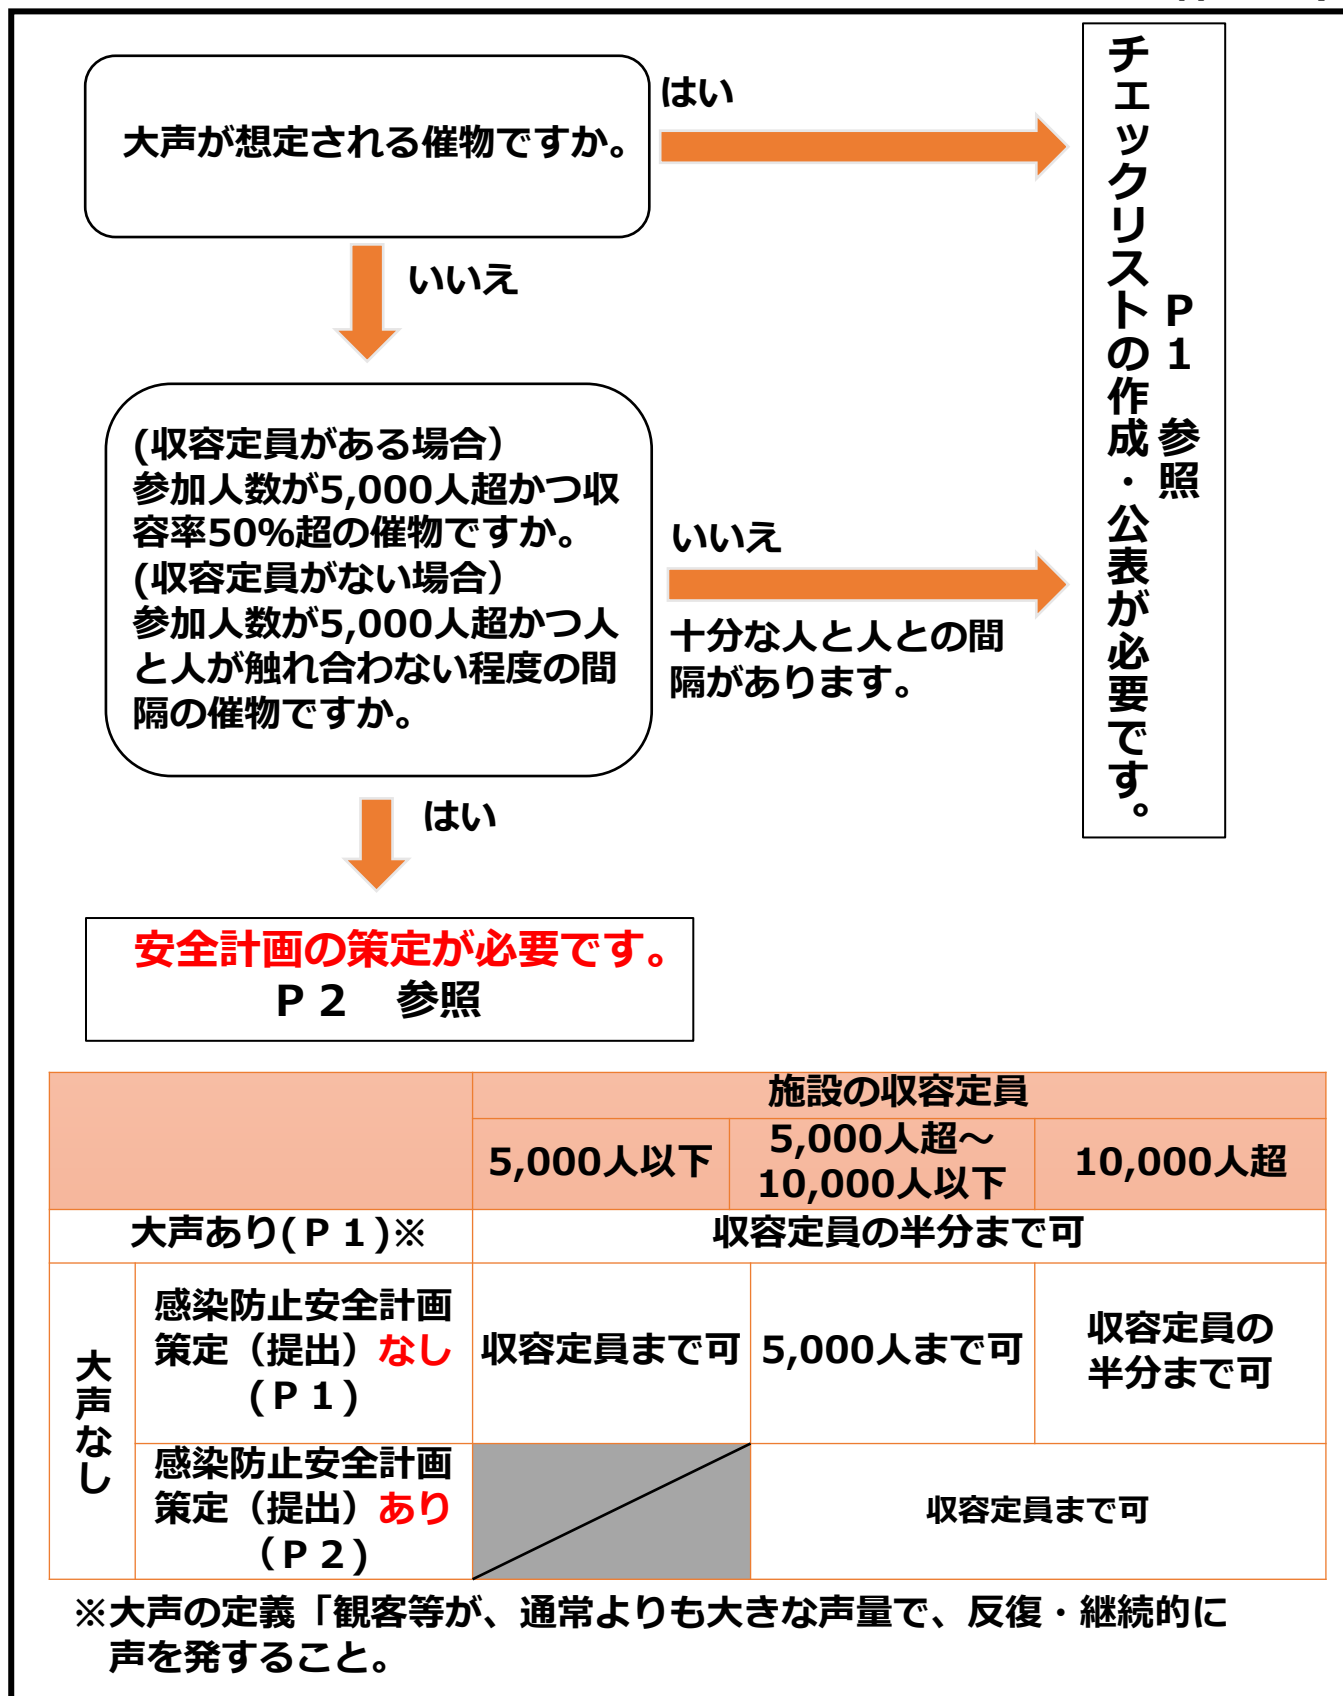 大声が想定される催物ですか。
はい
いいえ
チェックリストの作成・公表が必要です。
P1 参照
(収容定員がある場合)
参加人数が5,000人超かつ収
容率50%超の催物ですか。
(収容定員がない場合)
参加人数が5,000人超かつ人
と人が触れ合わない程度の間
隔の催物ですか。
いいえ
十分な人と人との間
隔があります。
はい
安全計画の策定が必要です。
P2 参照
施設の収容定員
5,000人以下
5,000人超~
10,000人以下
10,000人超
大声あり(P1)※
収容定員の半分まで可
大声なし
感染防止安全計画
策定(提出)なし
(P1)
収容定員まで可
5,000人まで可
収容定員の
半分まで可
感染防止安全計画
策定(提出)あり
(P2)
収容定員まで可
※大声の定義「観客等が、通常よりも大きな声量で、反復・継続的に
声を発すること。